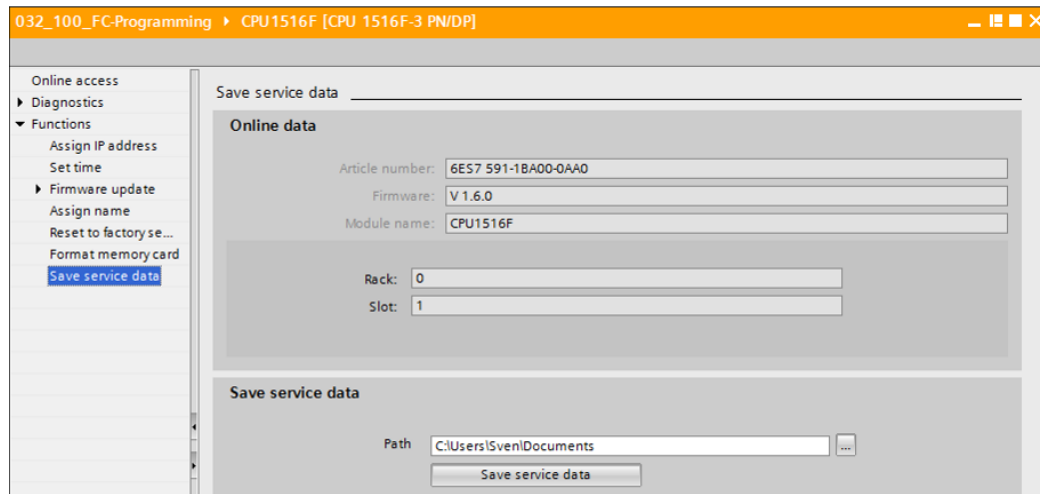 032_100_FC-Programming ▸ CPU1516F [CPU 1516F-3 PN/DP]
Online access
Diagnostics
Functions
Assign IP address
Set time
Firmware update
Assign name
Reset to factory se...
Format memory card
Save service data
Save service data
Online data
Article number: 6ES7 591-1BA00-0AA0
Firmware: V 1.6.0
Module name: CPU1516F
Rack: 0
Slot: 1
Save service data
Path C:\Users\Sven\Documents ...
Save service data